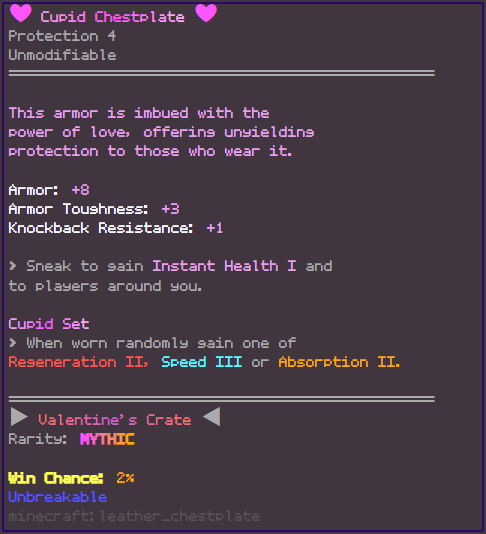 Cupid Chestplate
Protection 4
Unmodifiable
This armor is imbued with the
power of love, offering unyielding
protection to those who wear it.
Armor: +8
Armor Toughness: +3
Knockback Resistance: +1
> Sneak to gain Instant Health I and
to players around you.
Cupid Set
> When worn randomly gain one of
Regeneration II, Speed III or Absorption II.
▶ Valentine's Crate ◀
Rarity: MYTHIC
Win Chance: 2%
Unbreakable
minecraft:leather_chestplate